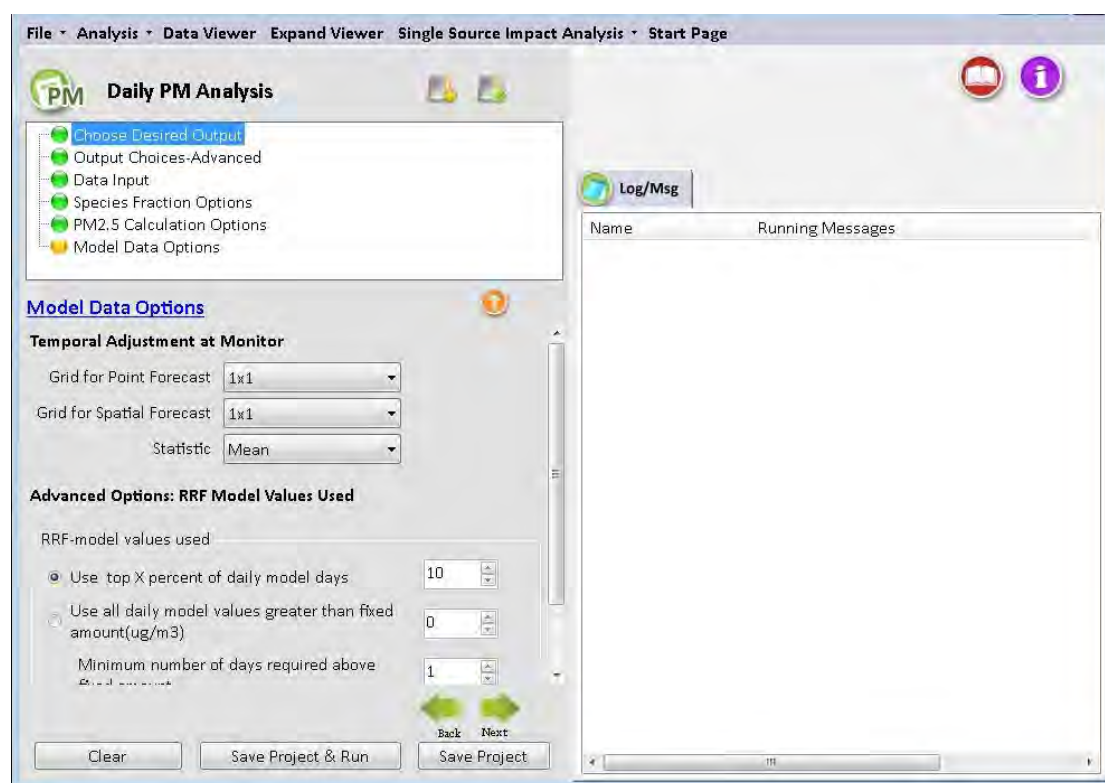 File Analysis Data Viewer Expand Viewer Single Source Impact Analysis Start Page
PM Daily PM Analysis
Choose Desired Output
Output Choices-Advanced
Data Input
Species Fraction Options
PM2.5 Calculation Options
Model Data Options
Model Data Options
Temporal Adjustment at Monitor
Grid for Point Forecast 1x1
Grid for Spatial Forecast 1x1
Statistic Mean
Advanced Options: RRF Model Values Used
RRF-model values used
Use top X percent of daily model days 10
Use all daily model values greater than fixed
amount(ug/m3) 0
Minimum number of days required above 1
fixed amount
Back Next
Clear Save Project & Run Save Project
i
Log/Msg
Name Running Messages